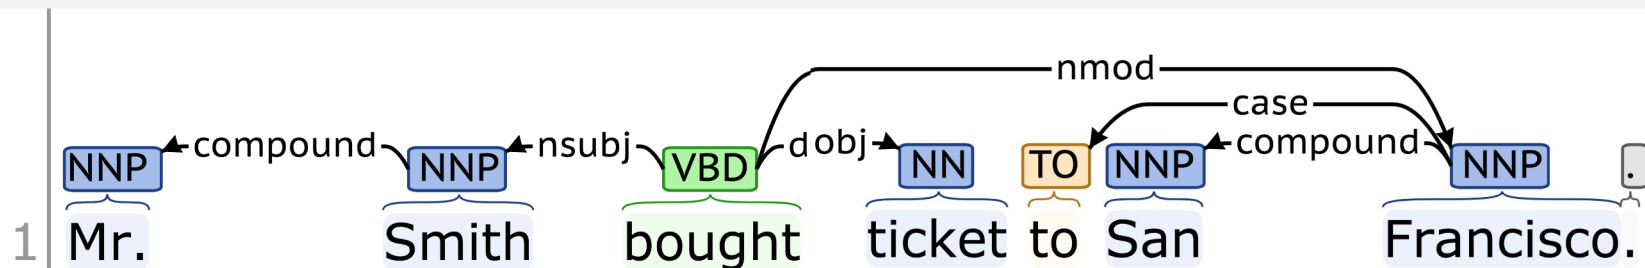 nmod
case
compound nsubj dobj compound
NNP NNP VBD NN TO NNP NNP .
1 Mr. Smith bought ticket to San Francisco.